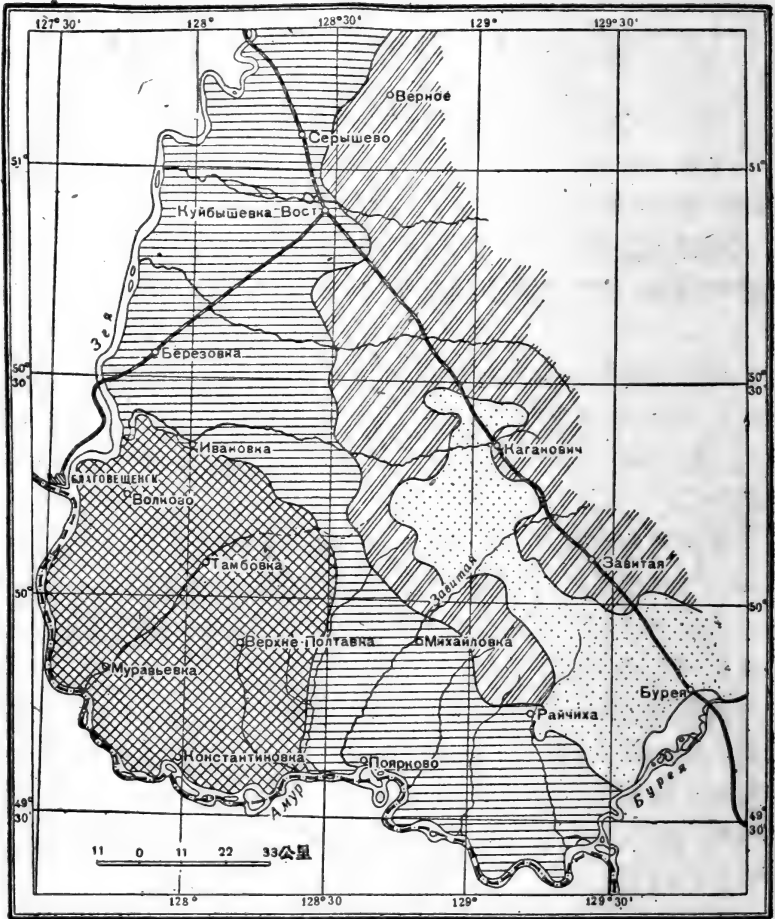 127° 30' 128° 128° 30' 129° 129° 30'
Верное
Серышево
51° 51°
Куйбышевка Вост
Зея
Березовка
50° 30' 50° 30'
Каганович
Ивановка
БЛАГОВЕЩЕНСК
Волково
Завитая
Тамбовка
Завитая
50° 50°
Верхне-Полтавка
Михайловка
Муравьевка
Бурея
Райчиха
Константиновка
Поярково
Амур
Бурея
49° 30' 49° 30'
11 0 11 22 33公里
128° 128° 30' 129° 129° 30'